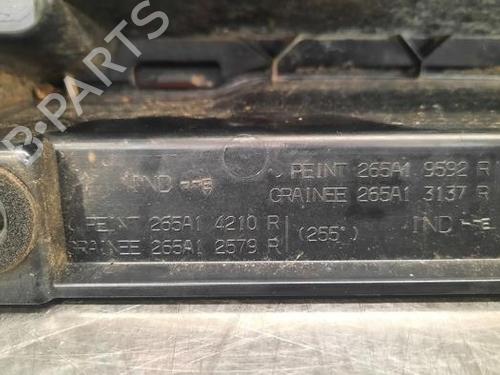 B-PARTS
PEINT 265A1 9592 R
GRAINEE 265A1 3137 R
IND
PEINT 265A1 4210 R
GRAINEE 265A1 2579 R
(255°)
IND